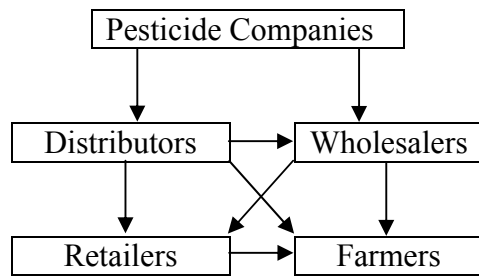 Pesticide Companies
Distributors
Wholesalers
Retailers
Farmers